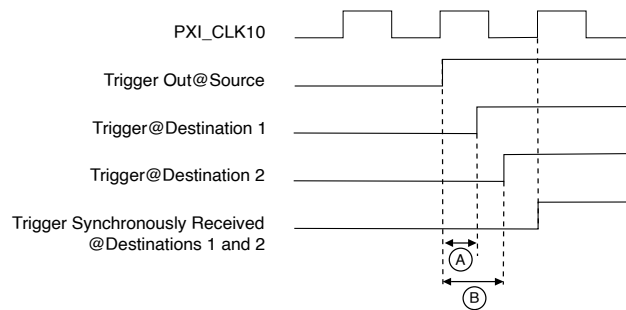 PXI_CLK10
Trigger Out@Source
Trigger@Destination 1
Trigger@Destination 2
Trigger Synchronously Received
@Destinations 1 and 2
A
B